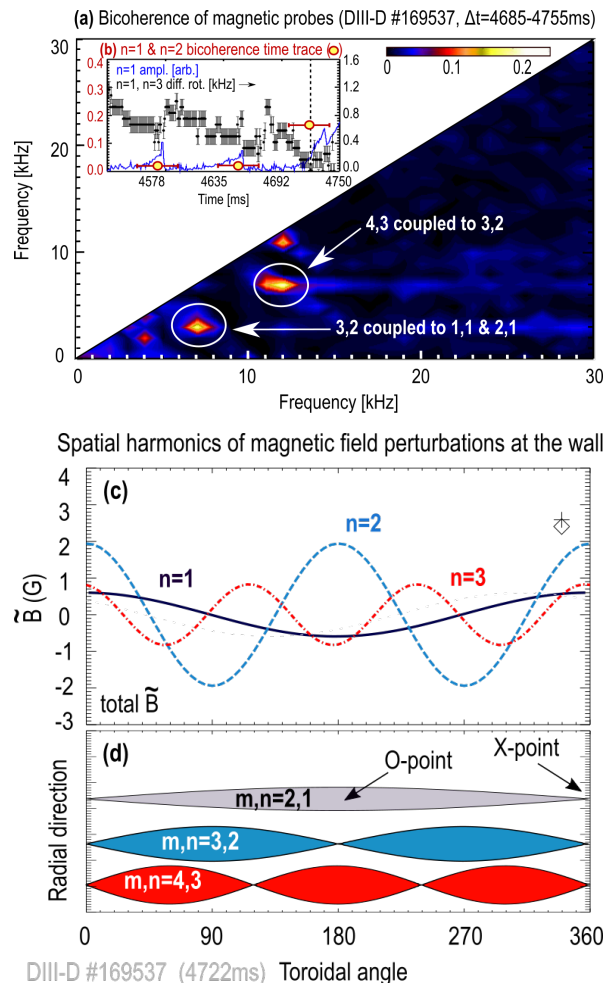 (a) Bicoherence of magnetic probes (DIII-D #169537, Δt=4685-4755ms)
30
20
10
0
Frequency [kHz]
0
0.1
0.2
(b) n=1 & n=2 bicoherence time trace ( )
n=1 ampl. [arb.]
n=1, n=3 diff. rot. [kHz] →
0.4
0.3
0.2
0.1
0.0
1.6
1.2
0.8
0.4
0.0
4578
4635
4692
4750
Time [ms]
4,3 coupled to 3,2
3,2 coupled to 1,1 & 2,1
0
10
20
30
Frequency [kHz]
Spatial harmonics of magnetic field perturbations at the wall
(c)
4
3
2
1
0
-1
-2
-3
B̃ (G)
n=1
n=2
n=3
total B̃
(d)
Radial direction
O-point
X-point
m,n=2,1
m,n=3,2
m,n=4,3
0
90
180
270
360
DIII-D #169537 (4722ms) Toroidal angle